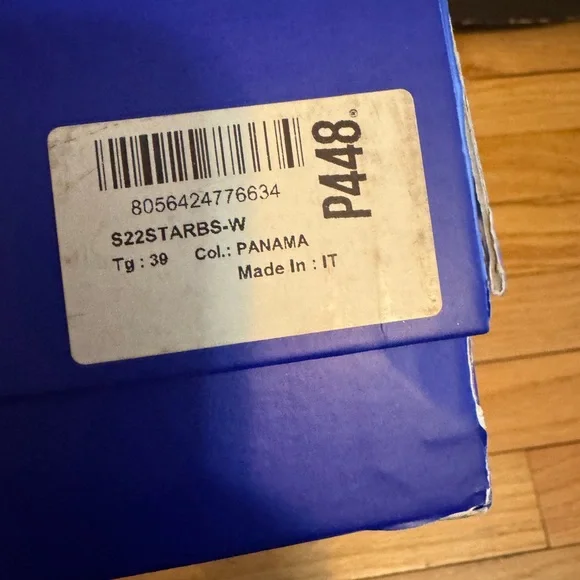 P448®
8056424776634
S22STARBS-W
Tg : 39 Col.: PANAMA
Made In : IT